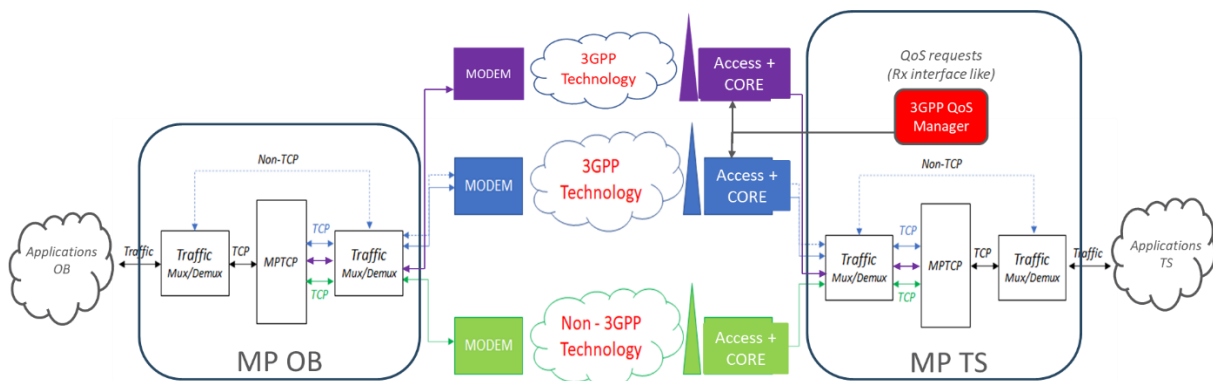 Applications
OB
Traffic
Non-TCP
Traffic
Mux/Demux
TCP
MPTCP
TCP
TCP
Traffic
Mux/Demux
MP OB
MODEM
3GPP
Technology
Access +
CORE
MODEM
3GPP
Technology
Access +
CORE
MODEM
Non - 3GPP
Technology
Access +
CORE
QoS requests
(Rx interface like)
3GPP QoS
Manager
Non-TCP
Traffic
Mux/Demux
TCP
TCP
MPTCP
TCP
Traffic
Mux/Demux
Traffic
MP TS
Applications
TS